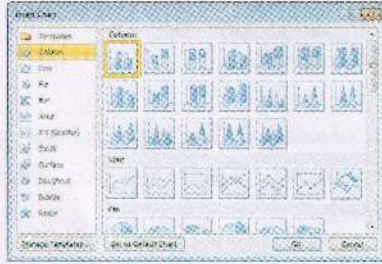 Insert Chart
Templates
Column
Line
Pie
Bar
Area
X Y (Scatter)
Stock
Surface
Doughnut
Bubble
Radar
Column
Line
Pie
Manage Templates...
Set as Default Chart
OK
Cancel